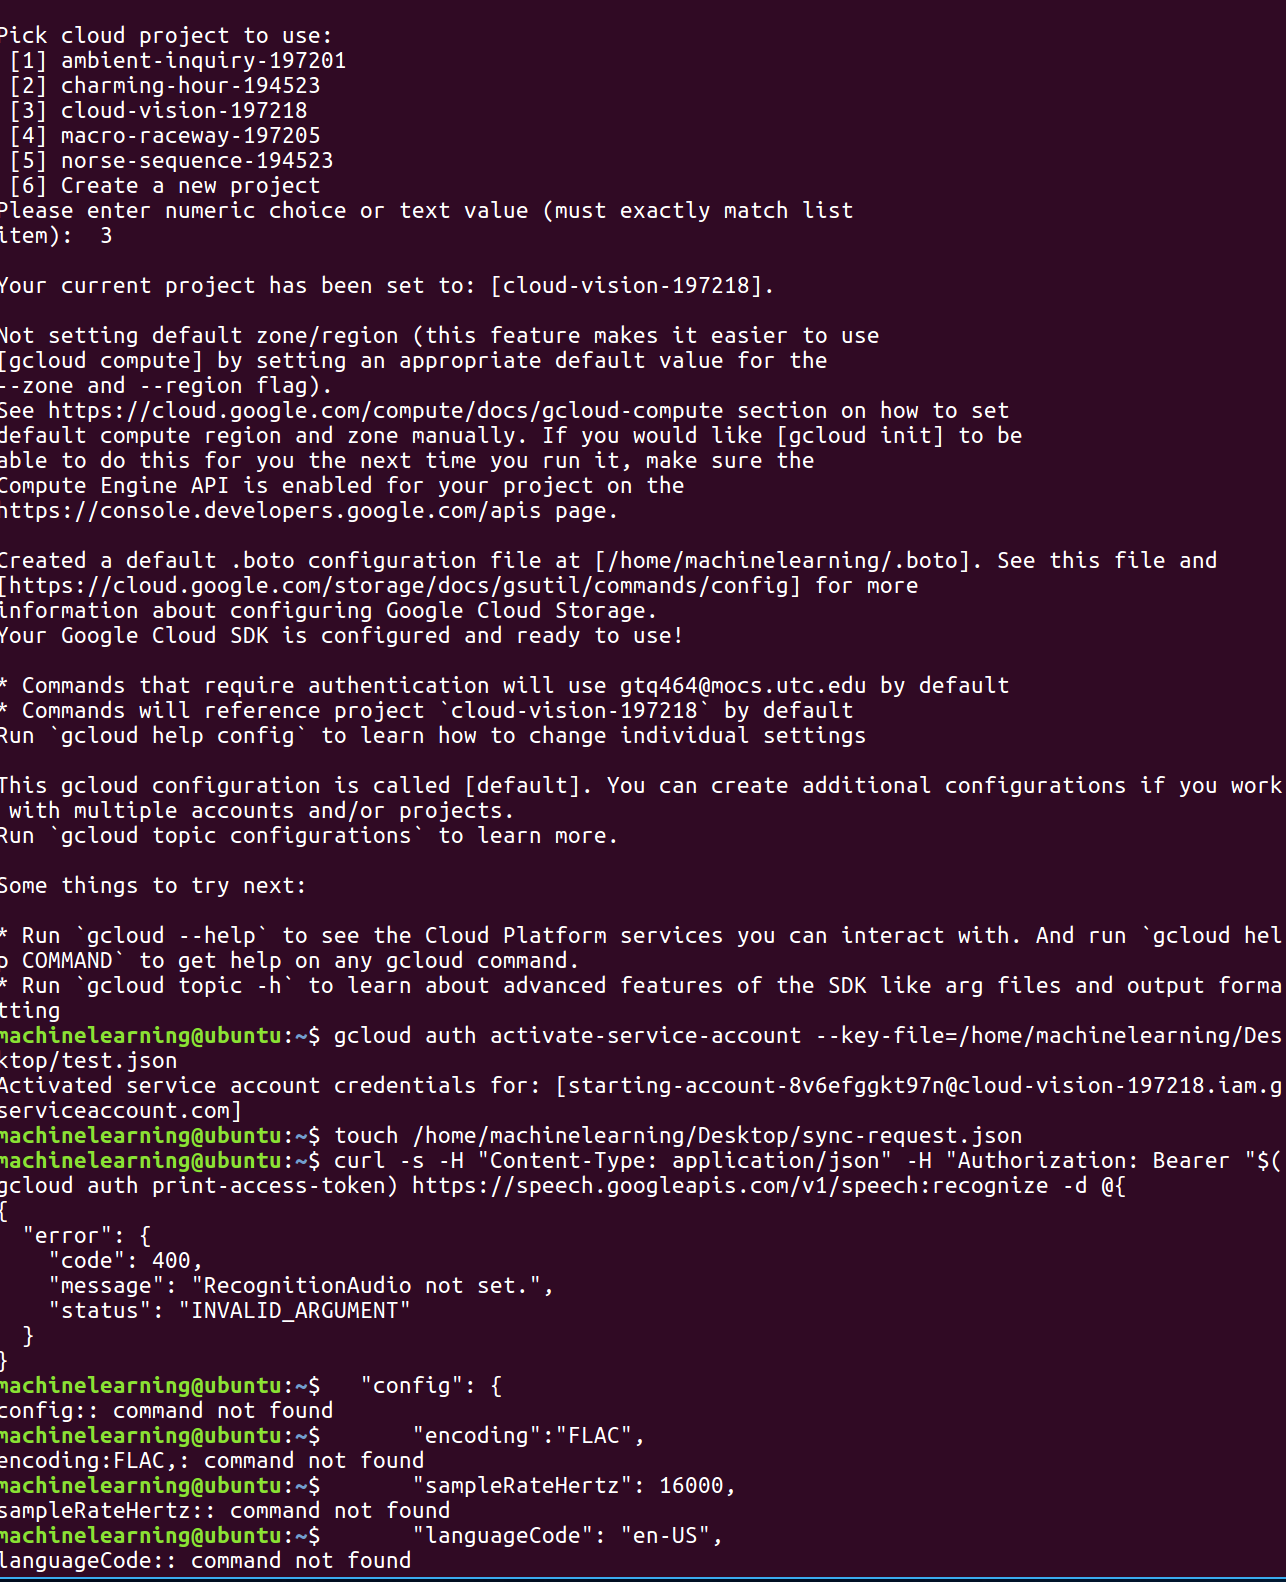 Pick cloud project to use:
 [1] ambient-inquiry-197201
 [2] charming-hour-194523
 [3] cloud-vision-197218
 [4] macro-raceway-197205
 [5] norse-sequence-194523
 [6] Create a new project
Please enter numeric choice or text value (must exactly match list
item):  3

Your current project has been set to: [cloud-vision-197218].

Not setting default zone/region (this feature makes it easier to use
[gcloud compute] by setting an appropriate default value for the
--zone and --region flag).
See https://cloud.google.com/compute/docs/gcloud-compute section on how to set
default compute region and zone manually. If you would like [gcloud init] to be
able to do this for you the next time you run it, make sure the
Compute Engine API is enabled for your project on the
https://console.developers.google.com/apis page.

Created a default .boto configuration file at [/home/machinelearning/.boto]. See this file and
[https://cloud.google.com/storage/docs/gsutil/commands/config] for more
information about configuring Google Cloud Storage.
Your Google Cloud SDK is configured and ready to use!

* Commands that require authentication will use gtq464@mocs.utc.edu by default
* Commands will reference project `cloud-vision-197218` by default
Run `gcloud help config` to learn how to change individual settings

This gcloud configuration is called [default]. You can create additional configurations if you work
 with multiple accounts and/or projects.
Run `gcloud topic configurations` to learn more.

Some things to try next:

* Run `gcloud --help` to see the Cloud Platform services you can interact with. And run `gcloud hel
p COMMAND` to get help on any gcloud command.
* Run `gcloud topic -h` to learn about advanced features of the SDK like arg files and output forma
tting
machinelearning@ubuntu:~$ gcloud auth activate-service-account --key-file=/home/machinelearning/Des
ktop/test.json
Activated service account credentials for: [starting-account-8v6efggkt97n@cloud-vision-197218.iam.g
serviceaccount.com]
machinelearning@ubuntu:~$ touch /home/machinelearning/Desktop/sync-request.json
machinelearning@ubuntu:~$ curl -s -H "Content-Type: application/json" -H "Authorization: Bearer "$(
gcloud auth print-access-token) https://speech.googleapis.com/v1/speech:recognize -d @{
{
  "error": {
    "code": 400,
    "message": "RecognitionAudio not set.",
    "status": "INVALID_ARGUMENT"
  }
}
machinelearning@ubuntu:~$   "config": {
config:: command not found
machinelearning@ubuntu:~$       "encoding":"FLAC",
encoding:FLAC,: command not found
machinelearning@ubuntu:~$       "sampleRateHertz": 16000,
sampleRateHertz:: command not found
machinelearning@ubuntu:~$       "languageCode": "en-US",
languageCode:: command not found